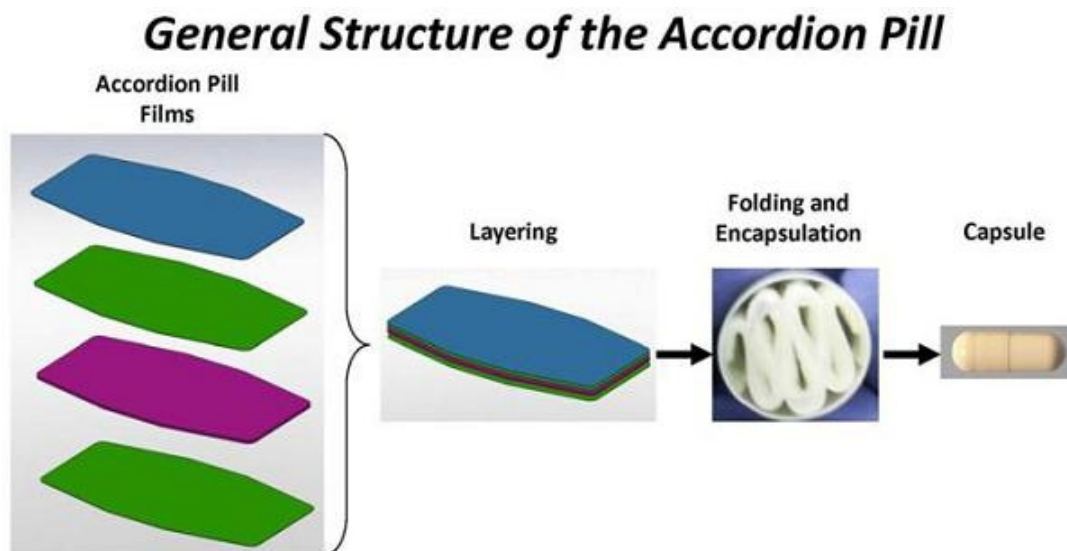 General Structure of the Accordion Pill
Accordion Pill
Films
Layering
Folding and
Encapsulation
Capsule